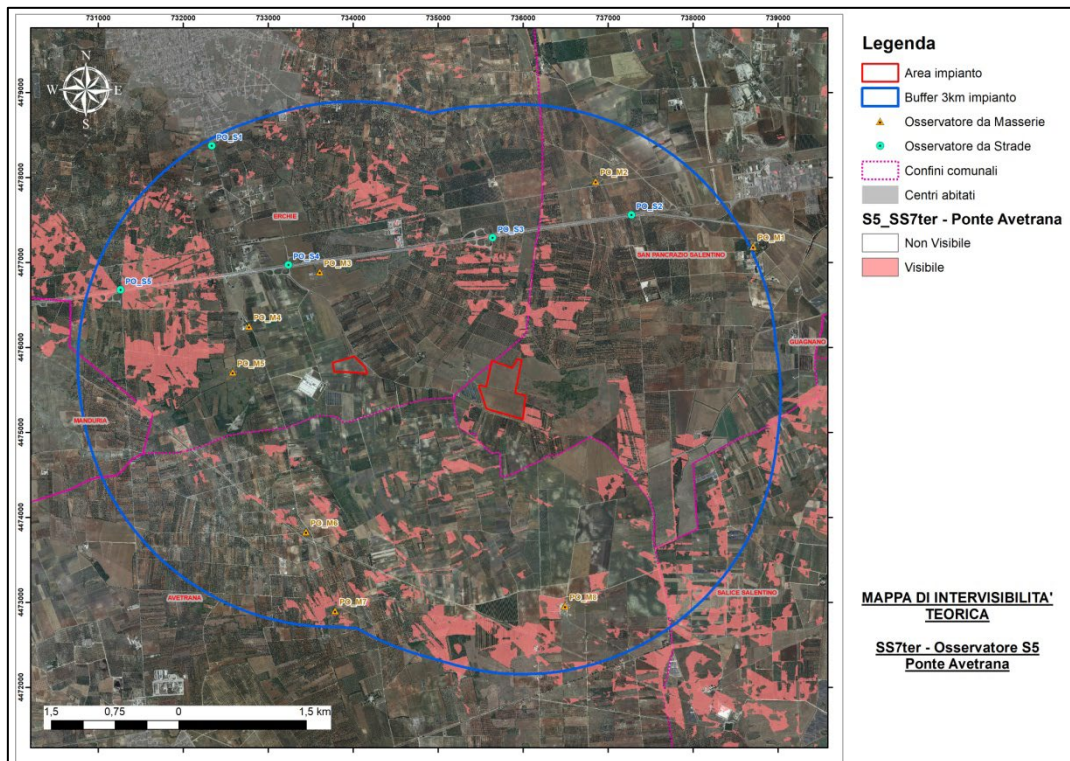 731000 732000 733000 734000 735000 736000 737000 738000 739000
4479000
4478000
4477000
4476000
4475000
4474000
4473000
4472000
N
W E
S
PO_S1
PO_M2
ERCHIE
PO_S2
PO_S3
PO_M1
SAN PANCRAZIO SALENTINO
PO_S4
PO_M3
PO_S5
PO_M4
GUAGNANO
PO_M5
MANDURIA
PO_M6
AVETRANA
PO_M7
PO_M8
SALICE SALENTINO
1,5 0,75 0 1,5 km
Legenda
Area impianto
Buffer 3km impianto
Osservatore da Masserie
Osservatore da Strade
Confini comunali
Centri abitati
S5_SS7ter - Ponte Avetrana
Non Visibile
Visibile
MAPPA DI INTERVISIBILITA'
TEORICA
SS7ter - Osservatore S5
Ponte Avetrana